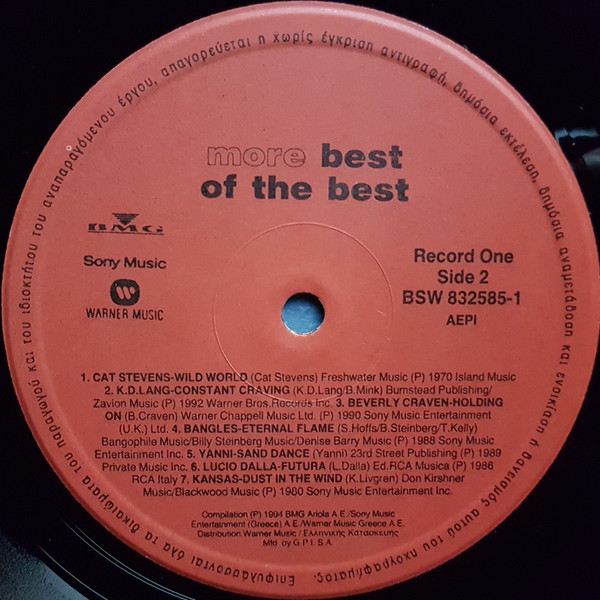 Επιφυλάσσονται όλα τα δικαιώματα του παραγωγού και του ιδιοκτήτου του αναπαραγόμενου έργου, απαγορεύεται η χωρίς έγκριση αντιγραφή, δημόσια εκτέλεση, δημόσια αναμετάδοση και ενοικίαση ή δανεισμός αυτού του ηχογραφήματος.
more best
of the best
BMG
Sony Music
WARNER MUSIC
Record One
Side 2
BSW 832585-1
AEPI
1. CAT STEVENS-WILD WORLD (Cat Stevens) Freshwater Music (P) 1970 Island Music
2. K.D.LANG-CONSTANT CRAVING (K.D.Lang/B.Mink) Bumstead Publishing/
Zavion Music (P) 1992 Warner Bros.Records Inc. 3. BEVERLY CRAVEN-HOLDING
ON (B.Craven) Warner Chappell Music Ltd. (P) 1990 Sony Music Entertainment
(U.K.) Ltd. 4. BANGLES-ETERNAL FLAME (S.Hoffs/B.Steinberg/T.Kelly)
Bangophile Music/Billy Steinberg Music/Denise Barry Music (P) 1988 Sony Music
Entertainment Inc. 5. YANNI-SAND DANCE (Yanni) 23rd Street Publishing (P) 1989
Private Music Inc. 6. LUCIO DALLA-FUTURA (L.Dalla) Ed.RCA Musica (P) 1986
RCA Italy 7. KANSAS-DUST IN THE WIND (K.Livgren) Don Kirshner
Music/Blackwood Music (P) 1980 Sony Music Entertainment Inc.
Compilation (P) 1994 BMG Ariola A.E./Sony Music
Entertainment (Greece) A.E./Warner Music Greece A.E.
Distribution Warner Music / Ελληνικής Κατασκευής
Mfd by G.P.I. S.A.